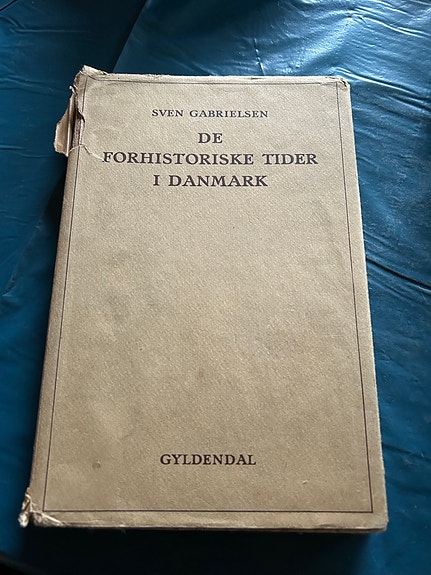 SVEN GABRIELSEN
DE
FORHISTORISKE TIDER
I DANMARK
GYLDENDAL